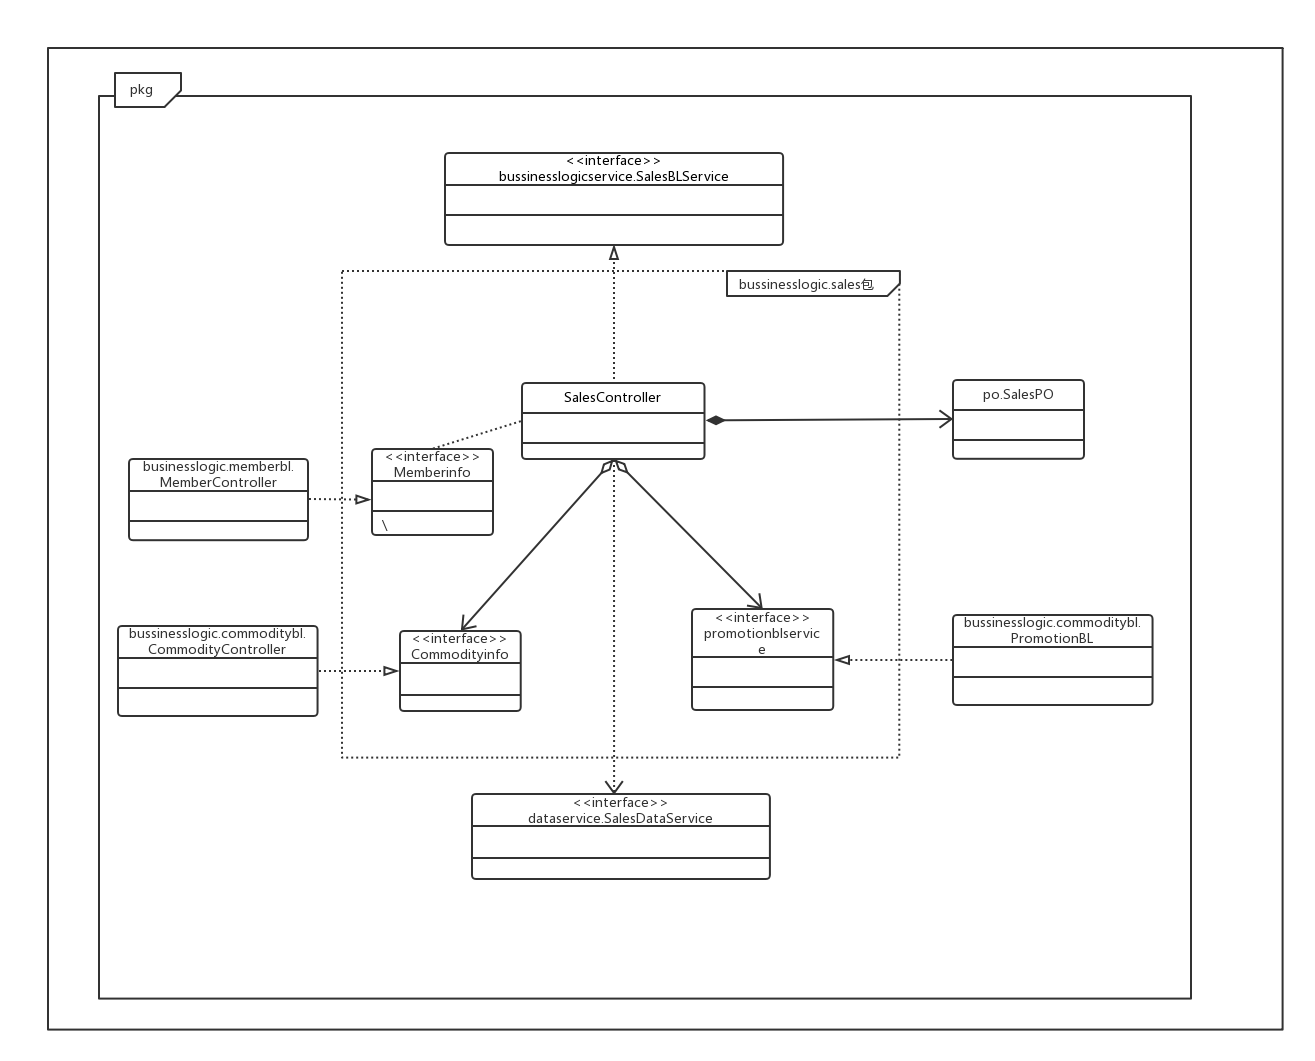 pkg
<<interface>>
bussinesslogicservice.SalesBLService
bussinesslogic.sales包
SalesController
po.SalesPO
<<interface>>
Memberinfo
\
businesslogic.memberbl.
MemberController
<<interface>>
Commodityinfo
bussinesslogic.commoditybl.
CommodityController
<<interface>>
promotionblservic
e
bussinesslogic.commoditybl.
PromotionBL
<<interface>>
dataservice.SalesDataService